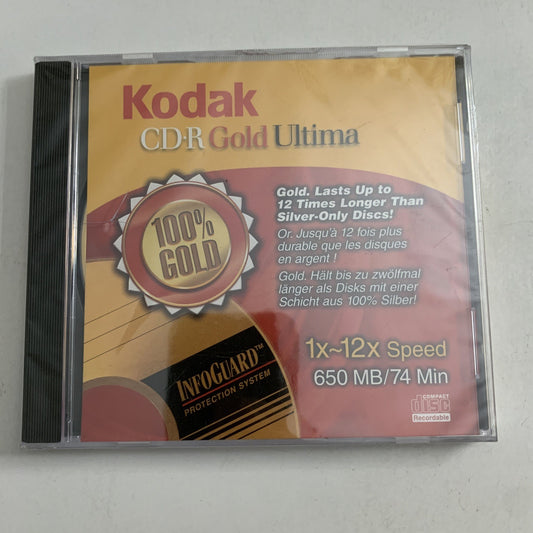 Kodak
CD-R Gold Ultima
Gold. Lasts Up to
12 Times Longer Than
Silver-Only Discs!
Or. Jusqu'à 12 fois plus
durable que les disques
en argent !
Gold. Hält bis zu zwölfmal
länger als Disks mit einer
Schicht aus 100% Silber!
100%
GOLD
1x~12x Speed
650 MB/74 Min
INFOGUARD™
PROTECTION SYSTEM
COMPACT
disc
Recordable